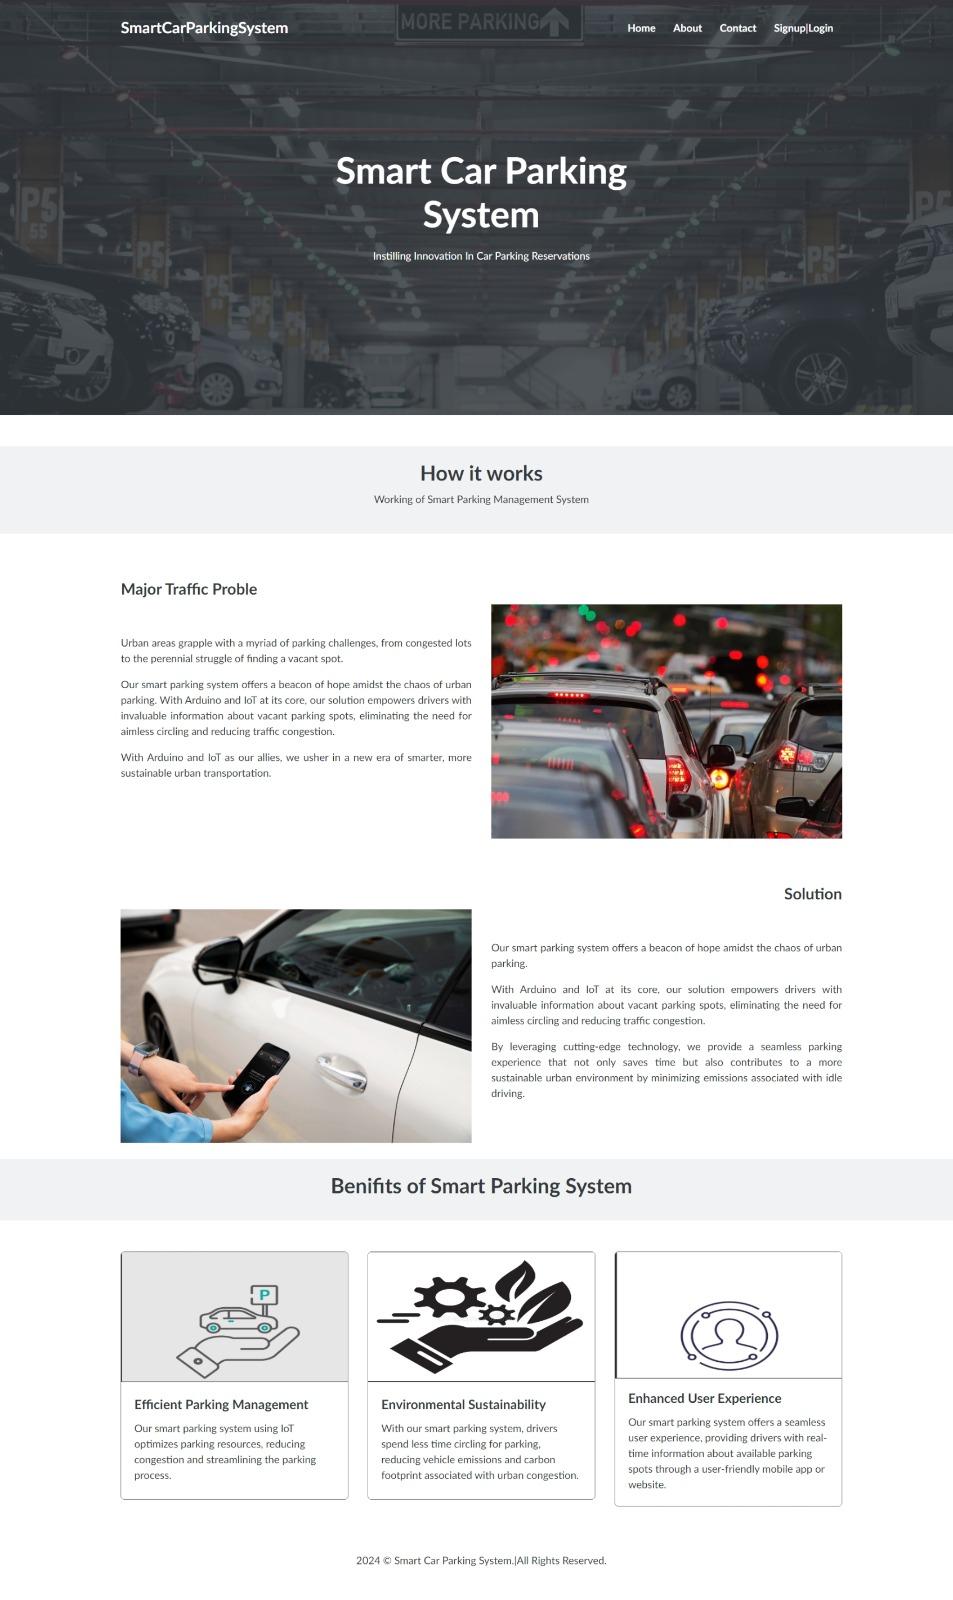 SmartCarParkingSystem
MORE PARKING
Home About Contact Signup|Login
Smart Car Parking
System
Instilling Innovation In Car Parking Reservations
P5
55
P5
P5
P5
How it works
Working of Smart Parking Management System
Major Traffic Proble
Urban areas grapple with a myriad of parking challenges, from congested lots
to the perennial struggle of finding a vacant spot.
Our smart parking system offers a beacon of hope amidst the chaos of urban
parking. With Arduino and IoT at its core, our solution empowers drivers with
invaluable information about vacant parking spots, eliminating the need for
aimless circling and reducing traffic congestion.
With Arduino and IoT as our allies, we usher in a new era of smarter, more
sustainable urban transportation.
Solution
Our smart parking system offers a beacon of hope amidst the chaos of urban
parking.
With Arduino and IoT at its core, our solution empowers drivers with
invaluable information about vacant parking spots, eliminating the need for
aimless circling and reducing traffic congestion.
By leveraging cutting-edge technology, we provide a seamless parking
experience that not only saves time but also contributes to a more
sustainable urban environment by minimizing emissions associated with idle
driving.
Benifits of Smart Parking System
P
Efficient Parking Management
Our smart parking system using IoT
optimizes parking resources, reducing
congestion and streamlining the parking
process.
Environmental Sustainability
With our smart parking system, drivers
spend less time circling for parking,
reducing vehicle emissions and carbon
footprint associated with urban congestion.
Enhanced User Experience
Our smart parking system offers a seamless
user experience, providing drivers with real-
time information about available parking
spots through a user-friendly mobile app or
website.
2024 © Smart Car Parking System.|All Rights Reserved.